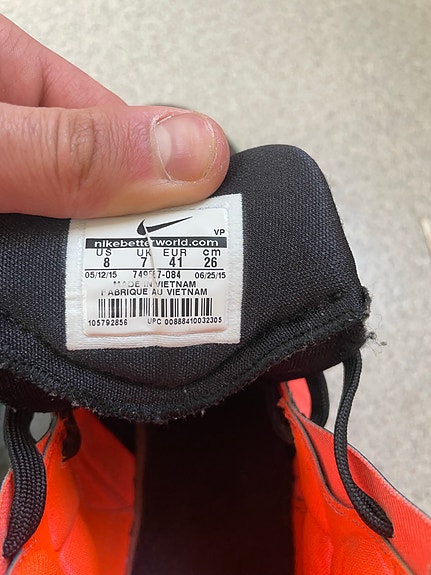 VP
nikebetterworld.com
US UK EUR cm
8 7 41 26
05/12/15 06/25/15
MADE IN VIETNAM
FABRIQUE AU VIETNAM
105792856 UPC 00888410032305